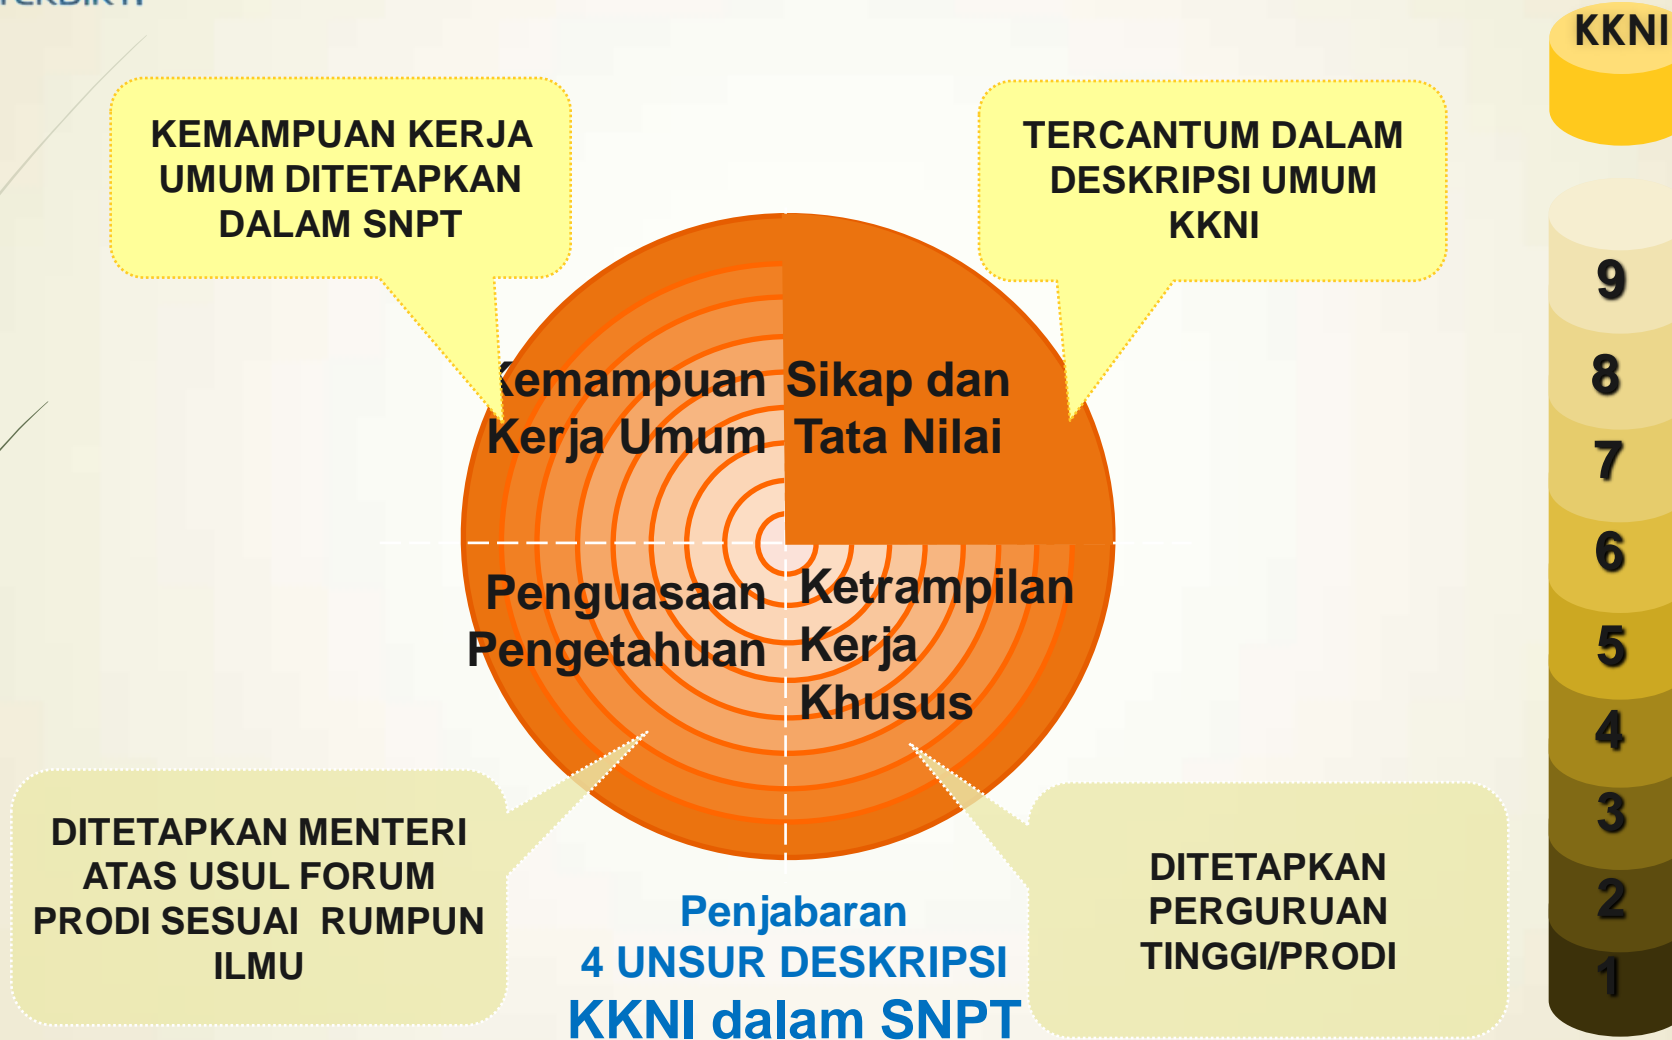 KKNI
KEMAMPUAN KERJA
UMUM DITETAPKAN
DALAM SNPT
TERCANTUM DALAM
DESKRIPSI UMUM
KKNI
Kemampuan
Kerja Umum
Sikap dan
Tata Nilai
Penguasaan
Pengetahuan
Ketrampilan
Kerja
Khusus
DITETAPKAN MENTERI
ATAS USUL FORUM
PRODI SESUAI RUMPUN
ILMU
DITETAPKAN
PERGURUAN
TINGGI/PRODI
Penjabaran
4 UNSUR DESKRIPSI
KKNI dalam SNPT
9
8
7
6
5
4
3
2
1